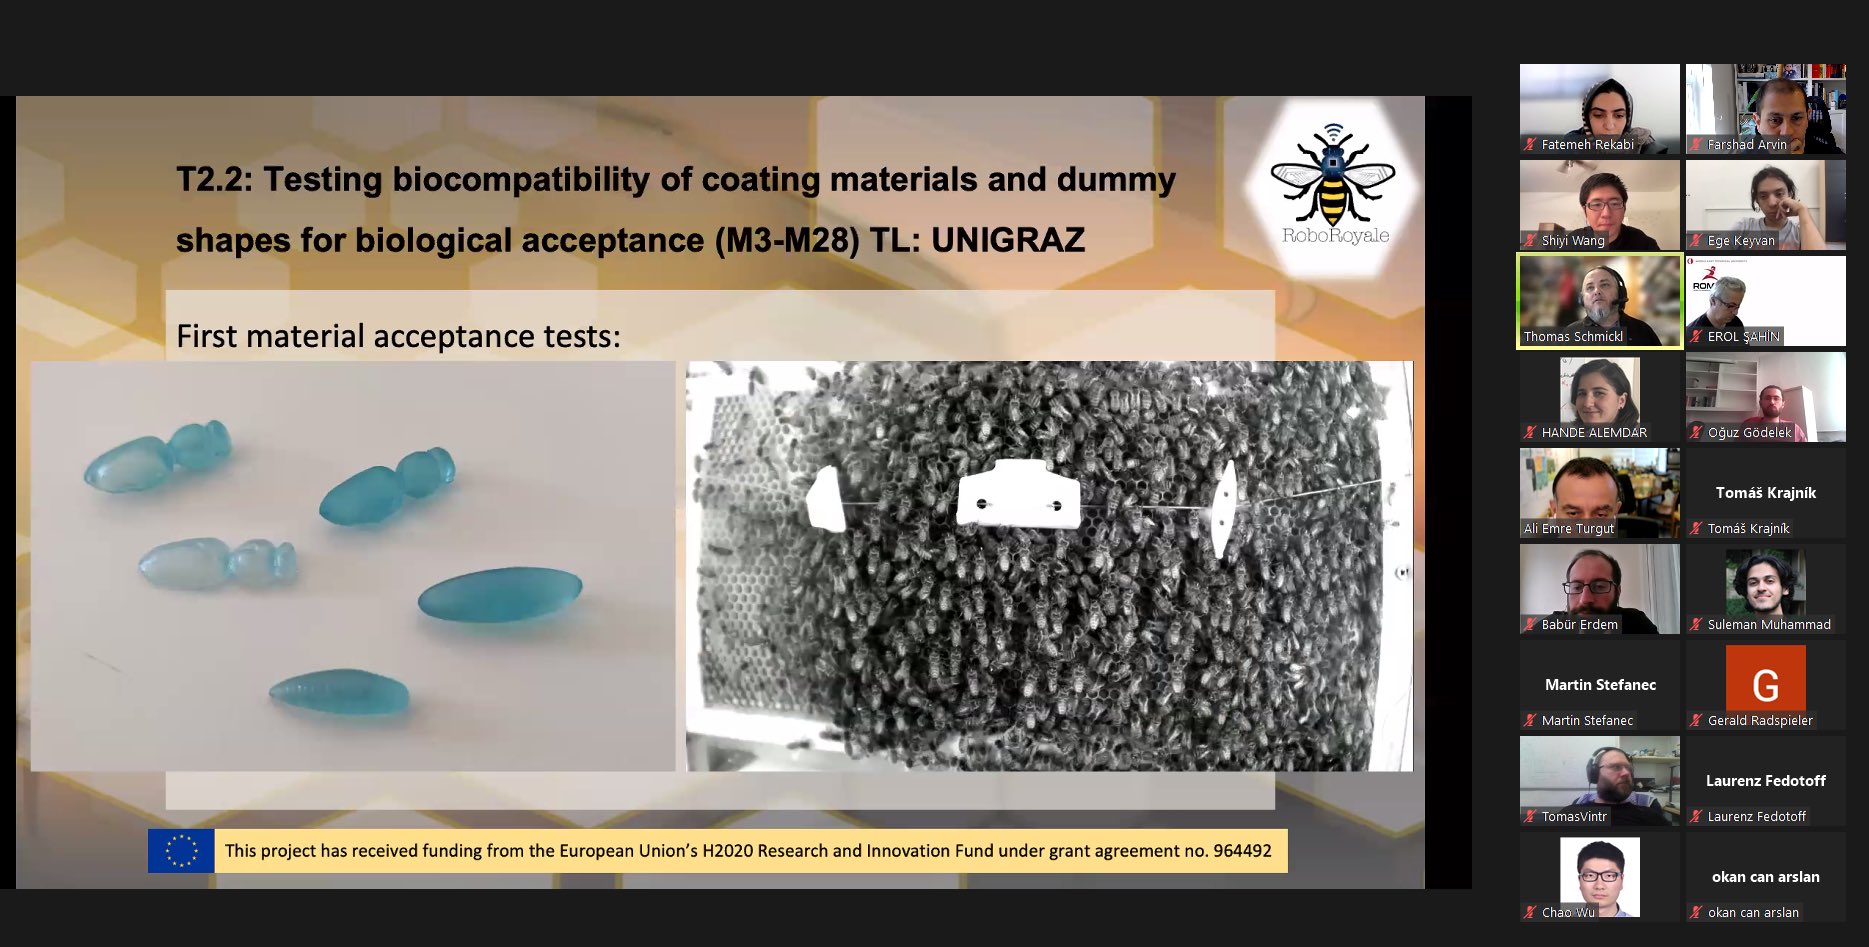 T2.2: Testing biocompatibility of coating materials and dummy
shapes for biological acceptance (M3-M28) TL: UNIGRAZ
RoboRoyale
First material acceptance tests:
This project has received funding from the European Union's H2020 Research and Innovation Fund under grant agreement no. 964492
Fatemeh Rekabi
Farshad Arvin
Shiyi Wang
Ege Keyvan
Thomas Schmickl
EROL ŞAHİN
HANDE ALEMDAR
Oğuz Gödelek
Ali Emre Turgut
Tomáš Krajník
Tomáš Krajník
Babür Erdem
Suleman Muhammad
Martin Stefanec
Martin Stefanec
G
Gerald Radspieler
TomasVintr
Laurenz Fedotoff
Laurenz Fedotoff
Chao Wu
okan can arslan
okan can arslan